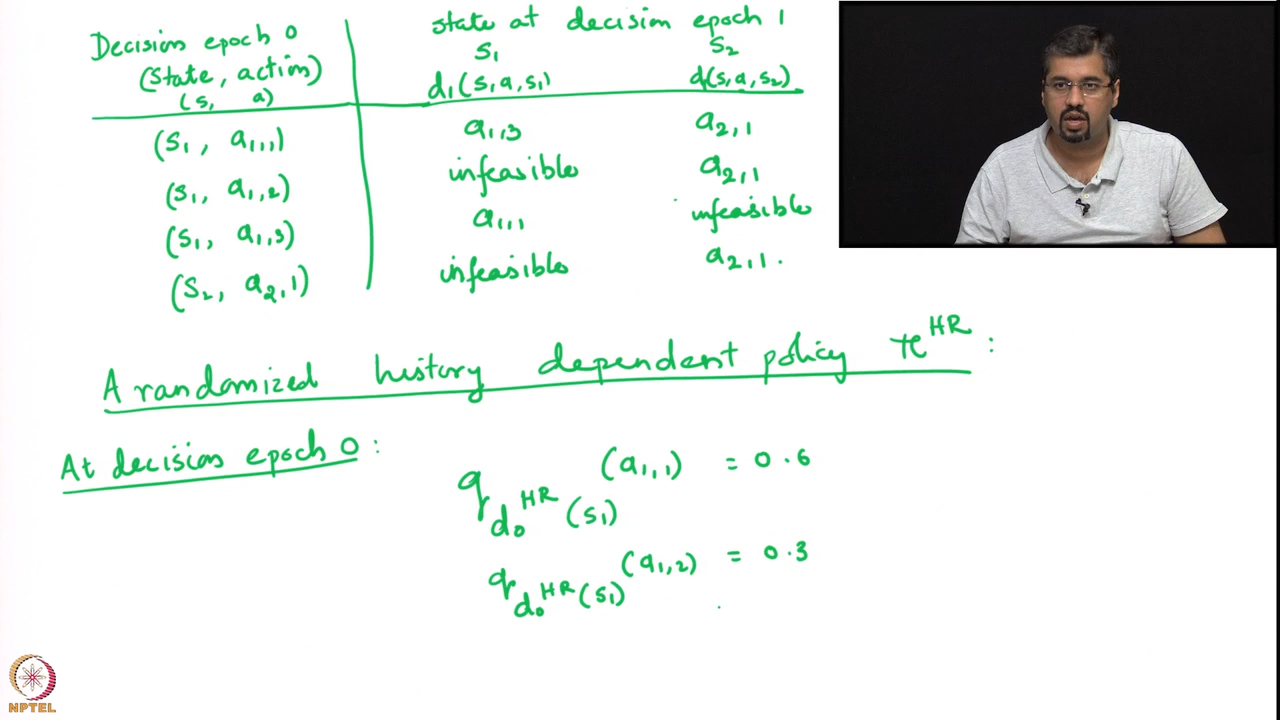 Decision epoch 0
(state, action)
(s, a)
state at decision epoch 1
s₁ s₂
d₁(s,a,s₁) d(s,a,s₂)
(s₁, a₁,₁) a₁,₃ a₂,₁
(s₁, a₁,₂) infeasible a₂,₁
(s₁, a₁,₃) a₁,₁ infeasible
(s₂, a₂,₁) infeasible a₂,₁.
A randomized history dependent policy π^HR :
At decision epoch 0 :
q_{d₀^HR(s₁)}(a₁,₁) = 0.6
q_{d₀^HR(s₁)}(a₁,₂) = 0.3
NPTEL